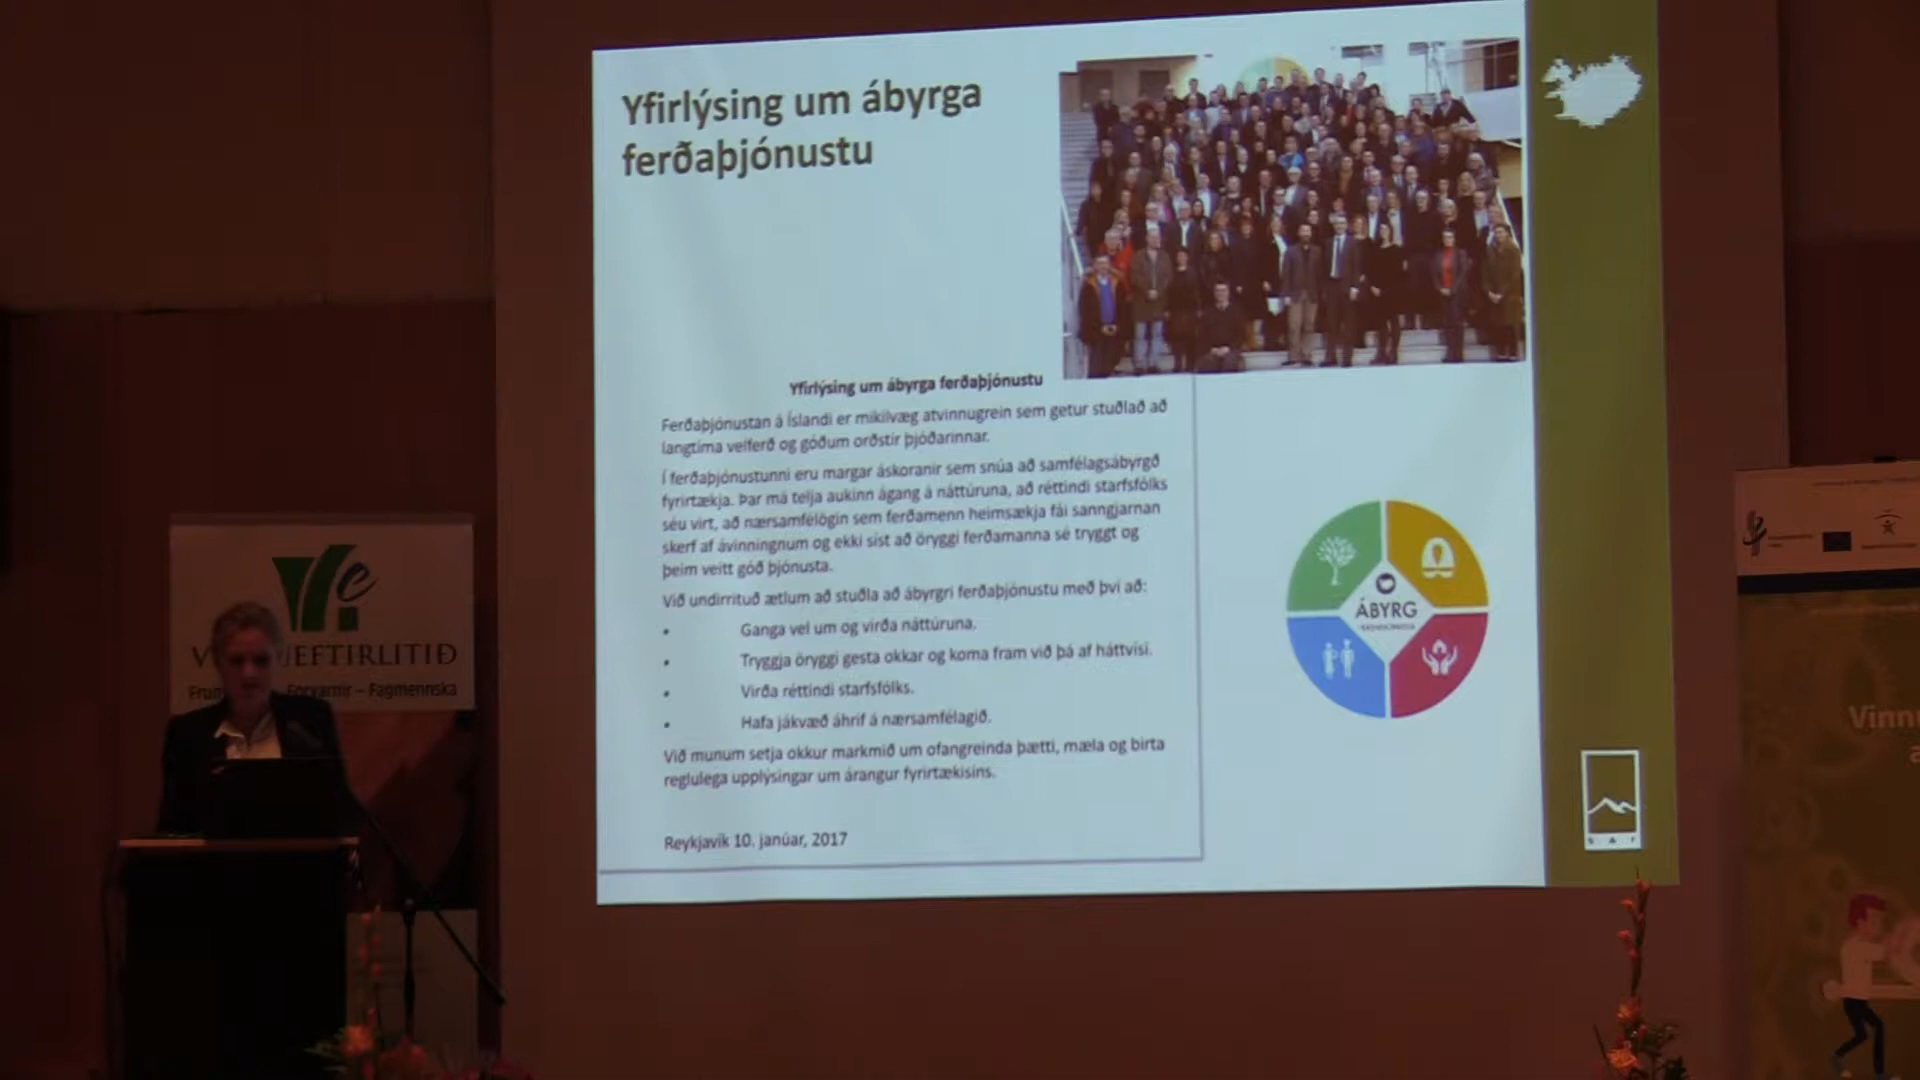 Yfirlýsing um ábyrga
ferðaþjónustu
Yfirlýsing um ábyrga ferðaþjónustu
Ferðaþjónustan á Íslandi er mikilvæg atvinnugrein sem getur stuðlað að
langtíma velferð og góðum orðstír þjóðarinnar.
Í ferðaþjónustunni eru margar áskoranir sem snúa að samfélagsábyrgð
fyrirtækja. Þar má telja aukinn ágang á náttúruna, að réttindi starfsfólks
séu virt, að nærsamfélögin sem ferðamenn heimsækja fái sanngjarnan
skerf af ávinningnum og ekki síst að öryggi ferðamanna sé tryggt og
þeim veitt góð þjónusta.
Við undirrituð ætlum að stuðla að ábyrgri ferðaþjónustu með því að:
• Ganga vel um og virða náttúruna.
• Tryggja öryggi gesta okkar og koma fram við þá af háttvísi.
• Virða réttindi starfsfólks.
• Hafa jákvæð áhrif á nærsamfélagið.
Við munum setja okkur markmið um ofangreinda þætti, mæla og birta
reglulega upplýsingar um árangur fyrirtækisins.
Reykjavík 10. janúar, 2017
ÁBYRG
SAF
JEFTIRLITIÐ
Forvarnir – Fagmennska